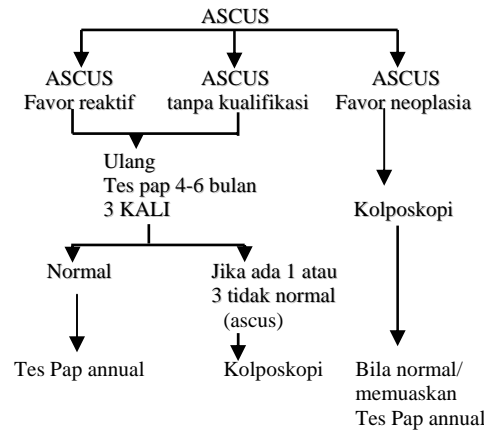 ASCUS
ASCUS
Favor reaktif
ASCUS
tanpa kualifikasi
ASCUS
Favor neoplasia
Ulang
Tes pap 4-6 bulan
3 KALI
Kolposkopi
Normal
Jika ada 1 atau
3 tidak normal
(ascus)
Tes Pap annual
Kolposkopi
Bila normal/
memuaskan
Tes Pap annual